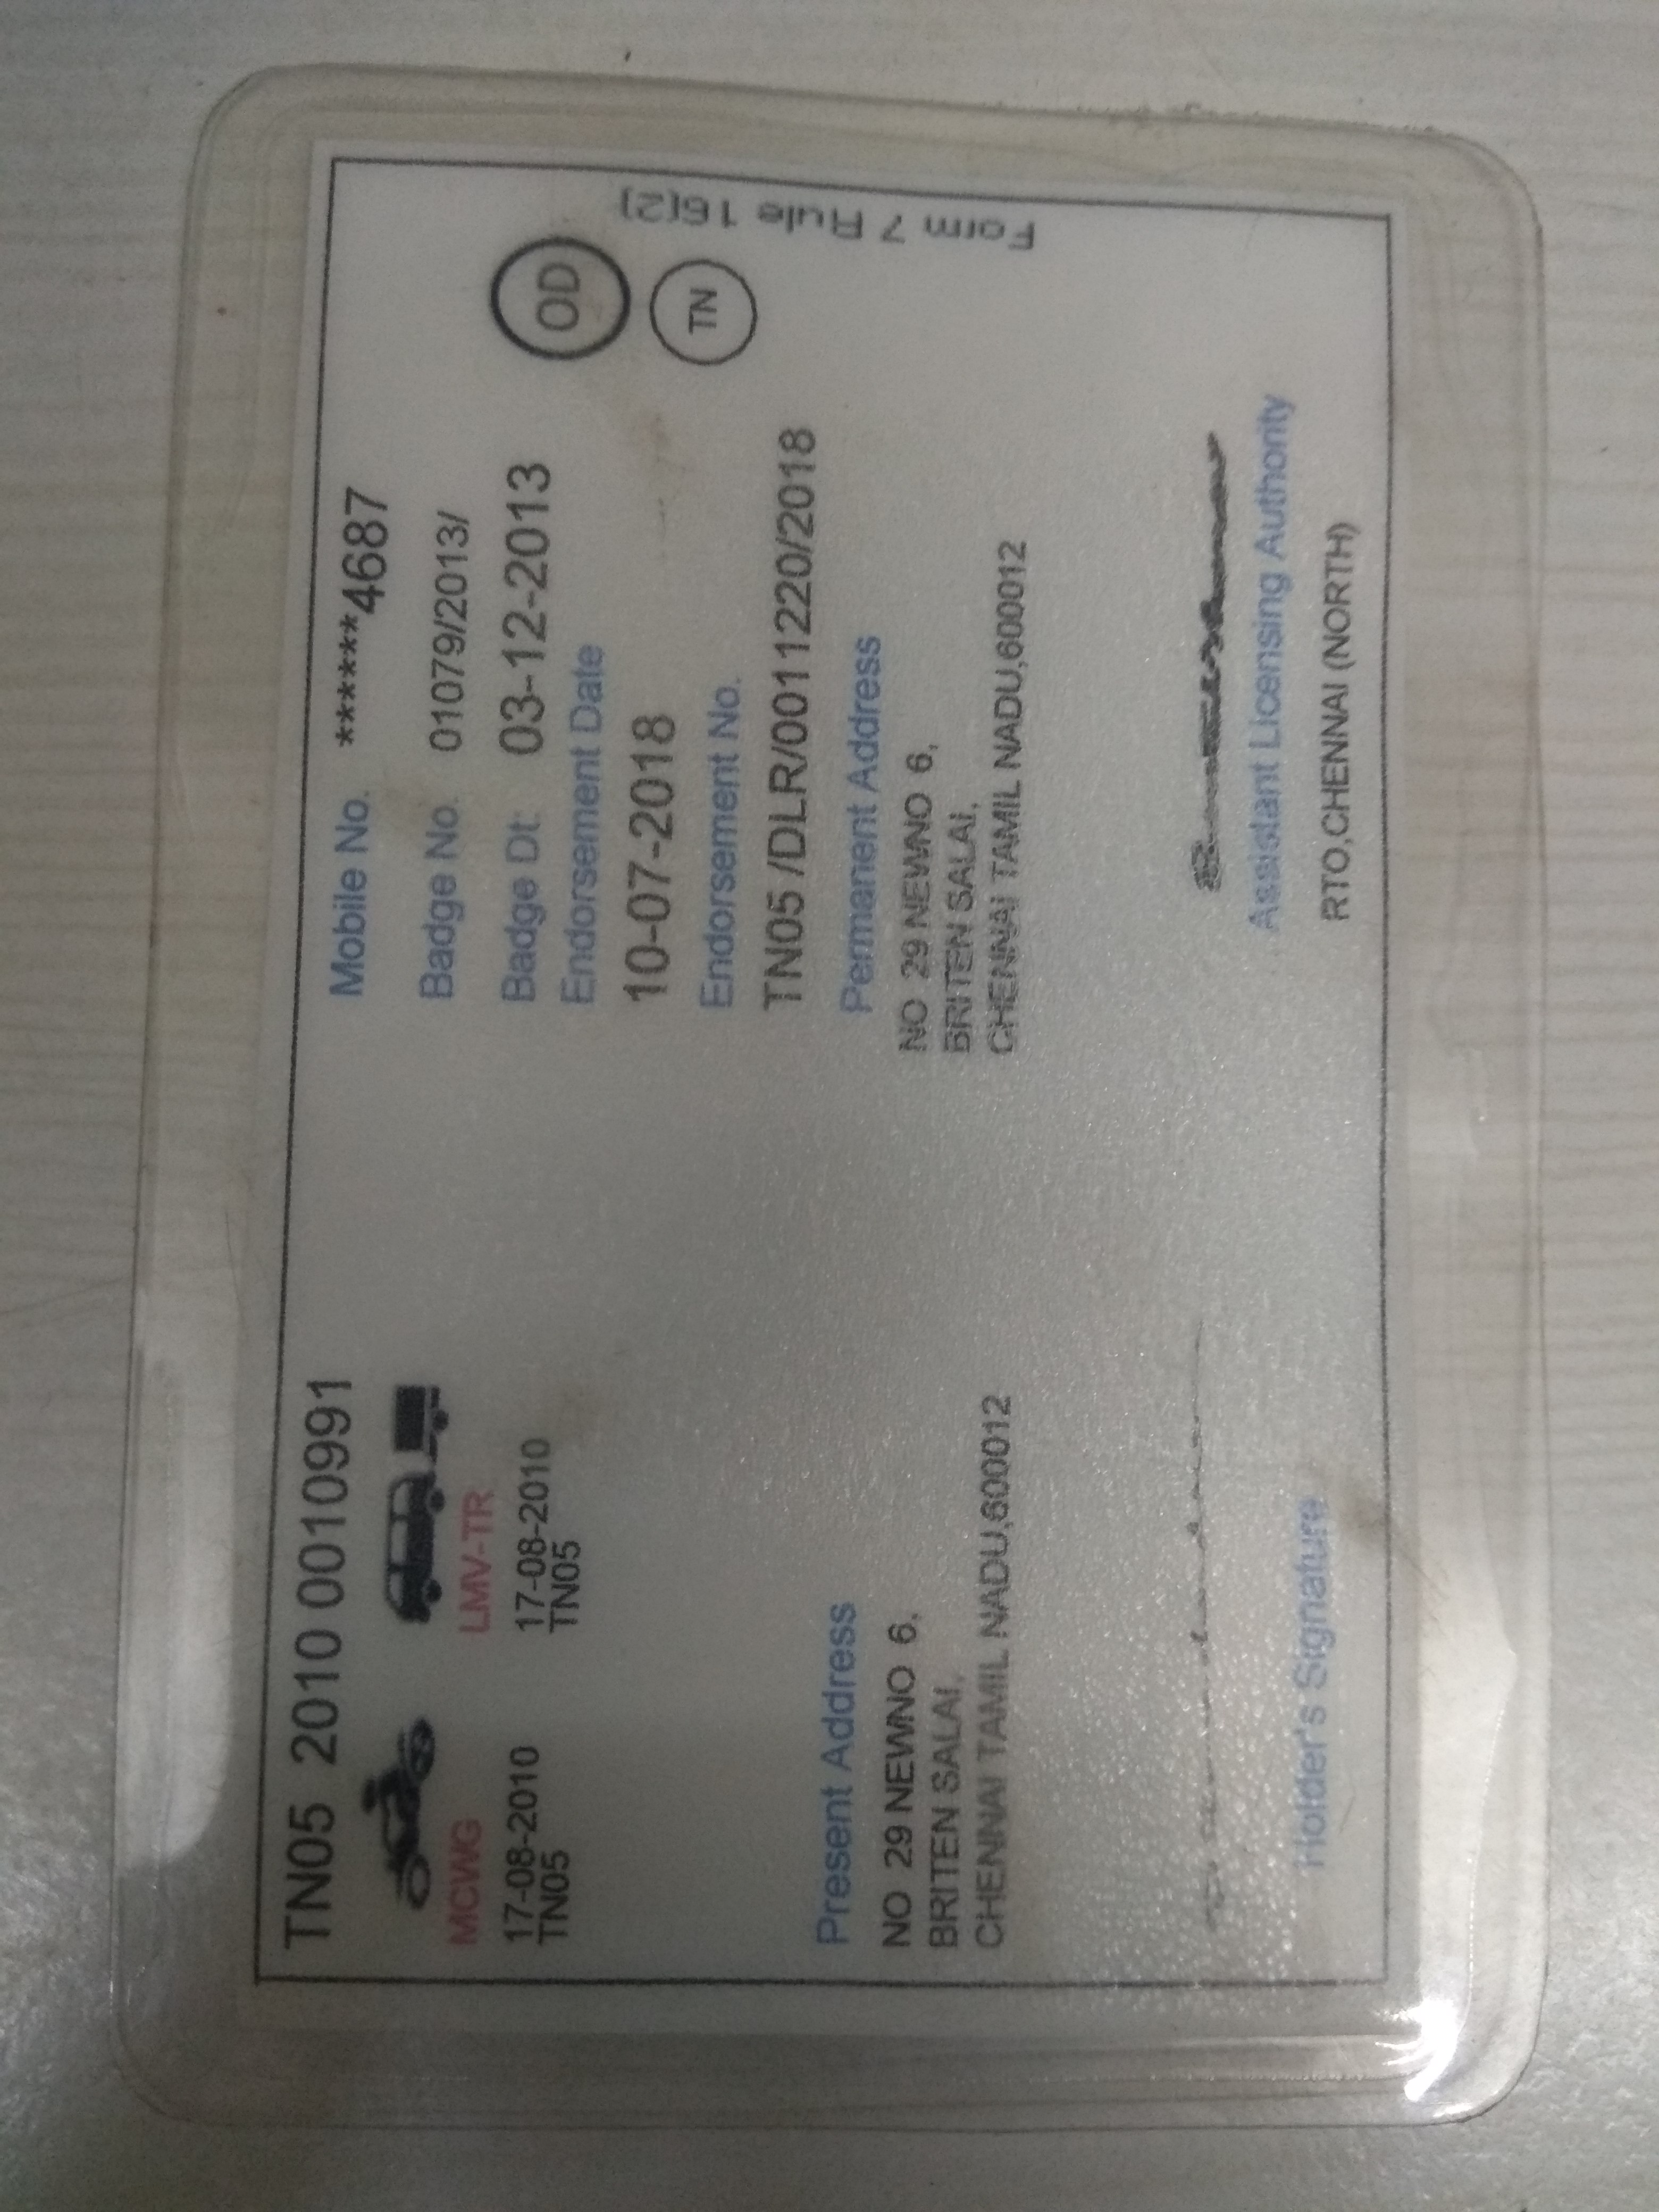 TN05 2010 0010991
MCWG
LMV-TR
17-08-2010
TN05
17-08-2010
TN05
Present Address
NO 29 NEWNO 6,
BRITEN SALAI,
CHENNAI TAMIL NADU,600012
Holder's Signature
Mobile No. ******4687
Badge No. 01079/2013/
Badge Dt 03-12-2013
Endorsement Date
10-07-2018
Endorsement No.
TN05 /DLR/0011220/2018
Permanent Address
NO 29 NEWNO 6,
BRITEN SALAI,
CHENNAI TAMIL NADU,600012
Assistant Licensing Authority
RTO,CHENNAI (NORTH)
OD
TN
Form 7 Rule 16(2)